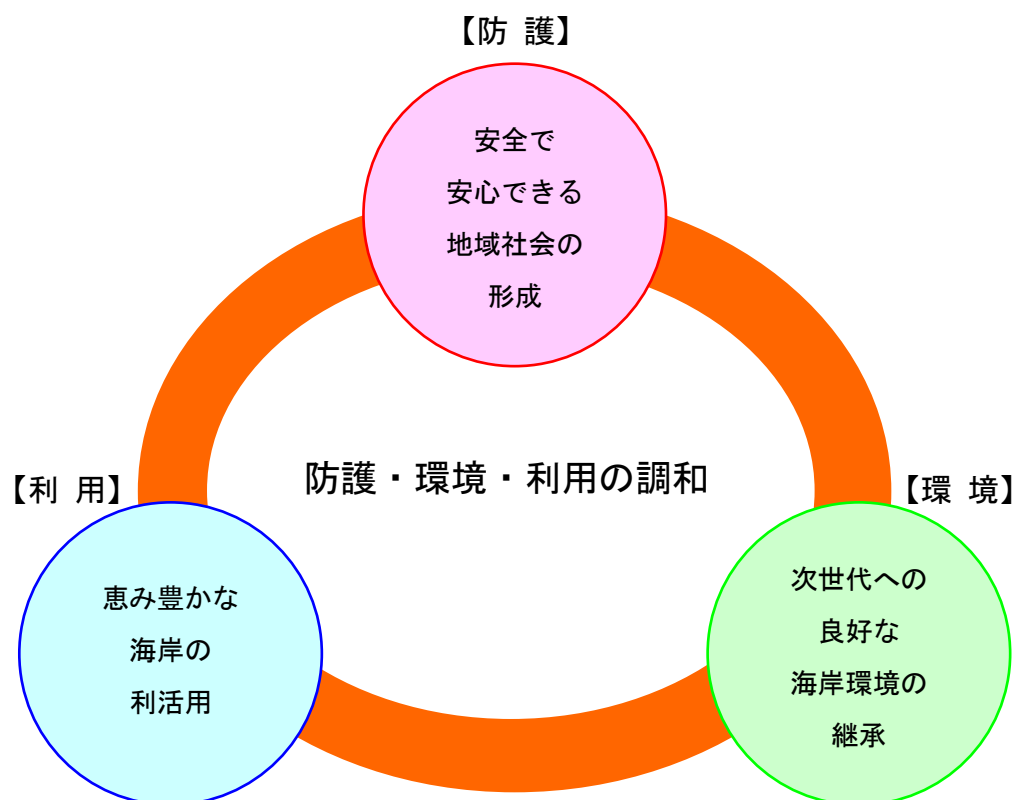 【防 護】
安全で
安心できる
地域社会の
形成
防護・環境・利用の調和
【利 用】
恵み豊かな
海岸の
利活用
【環 境】
次世代への
良好な
海岸環境の
継承